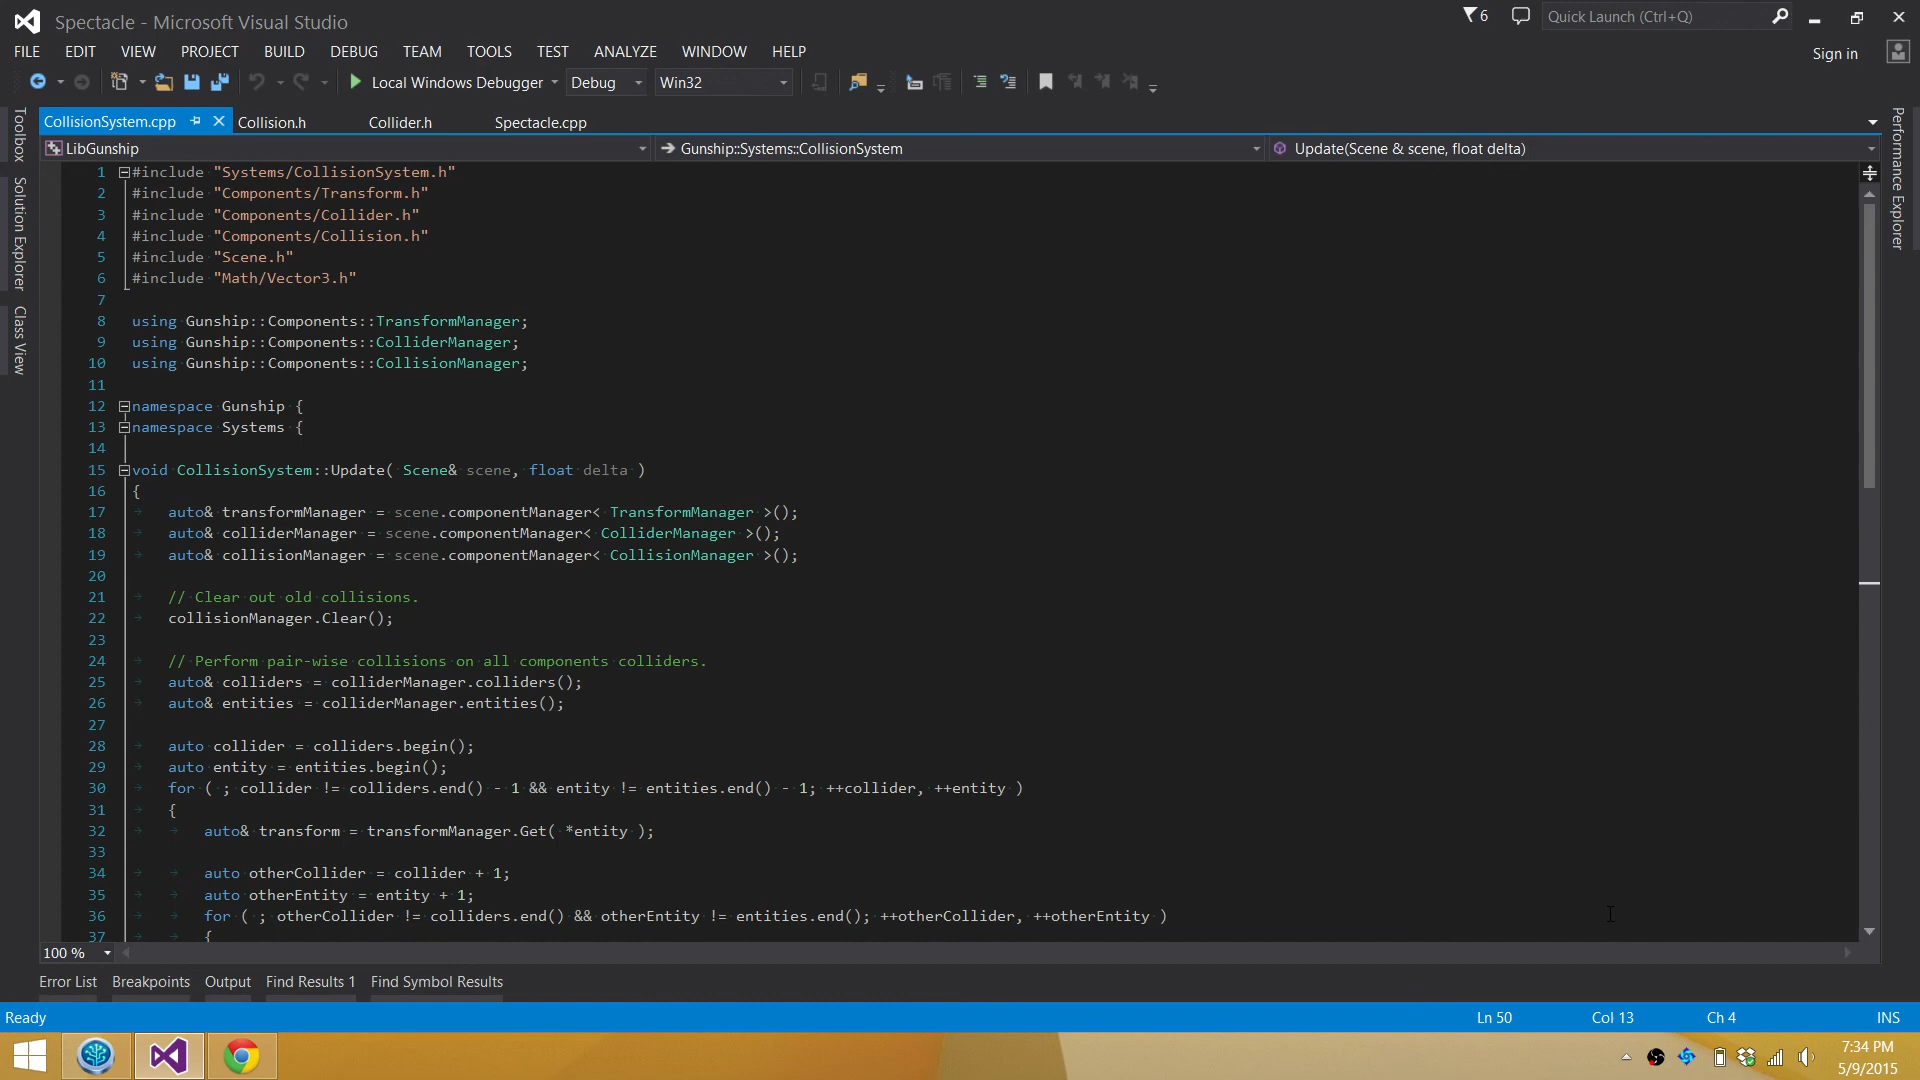 Spectacle - Microsoft Visual Studio
6
Quick Launch (Ctrl+Q)
FILE EDIT VIEW PROJECT BUILD DEBUG TEAM TOOLS TEST ANALYZE WINDOW HELP
Sign in
Local Windows Debugger Debug Win32
Toolbox
Solution Explorer
Class View
Performance Explorer
CollisionSystem.cpp Collision.h Collider.h Spectacle.cpp
LibGunship Gunship::Systems::CollisionSystem Update(Scene & scene, float delta)
1 #include "Systems/CollisionSystem.h"
2 #include "Components/Transform.h"
3 #include "Components/Collider.h"
4 #include "Components/Collision.h"
5 #include "Scene.h"
6 #include "Math/Vector3.h"
7
8 using Gunship::Components::TransformManager;
9 using Gunship::Components::ColliderManager;
10 using Gunship::Components::CollisionManager;
11
12 namespace Gunship {
13 namespace Systems {
14
15 void CollisionSystem::Update( Scene& scene, float delta )
16 {
17 auto& transformManager = scene.componentManager< TransformManager >();
18 auto& colliderManager = scene.componentManager< ColliderManager >();
19 auto& collisionManager = scene.componentManager< CollisionManager >();
20
21 // Clear out old collisions.
22 collisionManager.Clear();
23
24 // Perform pair-wise collisions on all components colliders.
25 auto& colliders = colliderManager.colliders();
26 auto& entities = colliderManager.entities();
27
28 auto collider = colliders.begin();
29 auto entity = entities.begin();
30 for ( ; collider != colliders.end() - 1 && entity != entities.end() - 1; ++collider, ++entity )
31 {
32 auto& transform = transformManager.Get( *entity );
33
34 auto otherCollider = collider + 1;
35 auto otherEntity = entity + 1;
36 for ( ; otherCollider != colliders.end() && otherEntity != entities.end(); ++otherCollider, ++otherEntity )
37 {
100 %
Error List Breakpoints Output Find Results 1 Find Symbol Results
Ready Ln 50 Col 13 Ch 4 INS
7:34 PM
5/9/2015